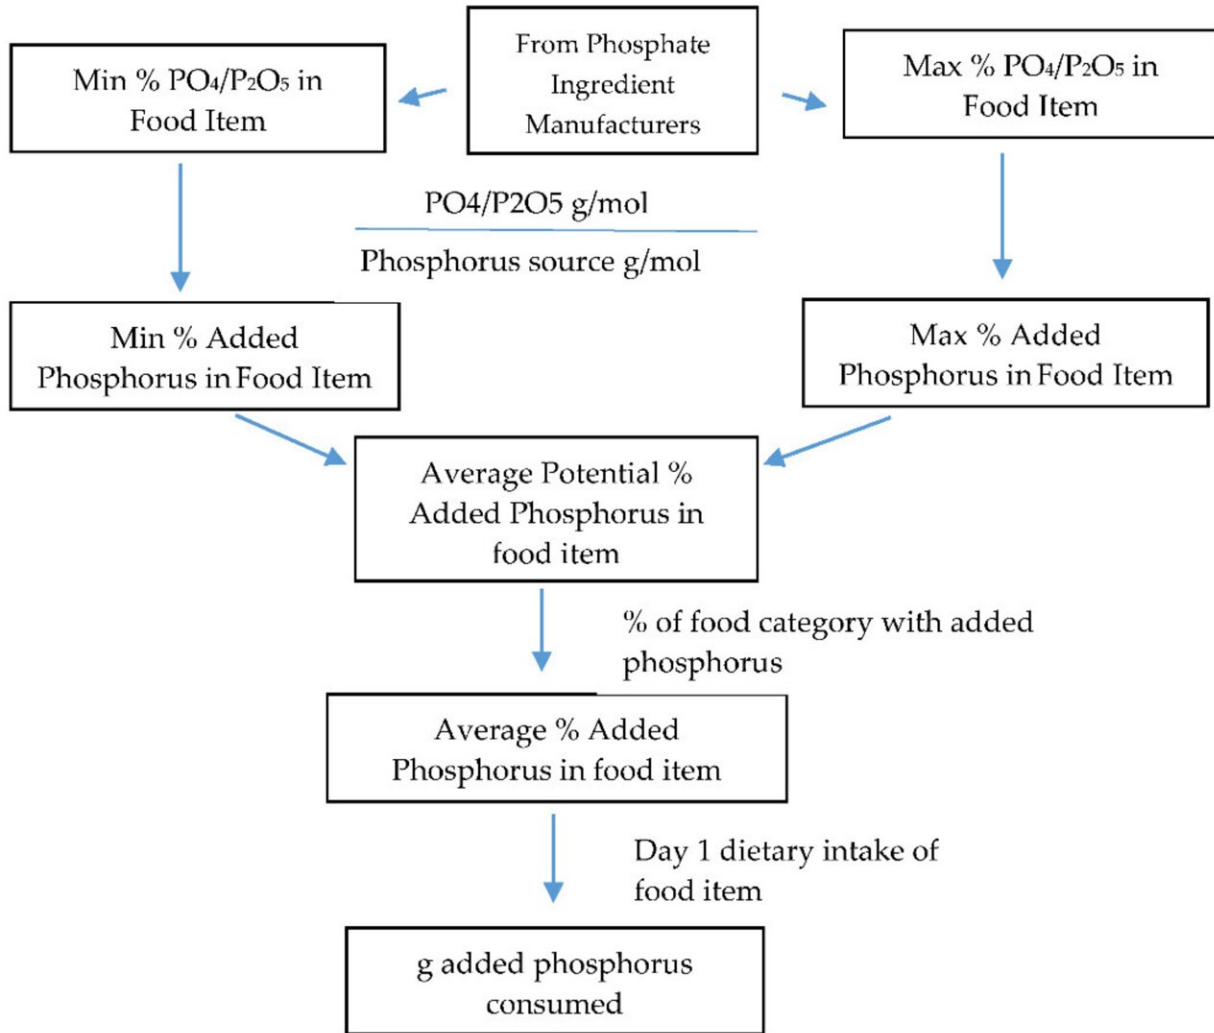 From Phosphate
Ingredient
Manufacturers
Min % PO₄/P₂O₅ in
Food Item
Max % PO₄/P₂O₅ in
Food Item
PO4/P2O5 g/mol
Phosphorus source g/mol
Min % Added
Phosphorus in Food Item
Max % Added
Phosphorus in Food Item
Average Potential %
Added Phosphorus in
food item
% of food category with added
phosphorus
Average % Added
Phosphorus in food item
Day 1 dietary intake of
food item
g added phosphorus
consumed